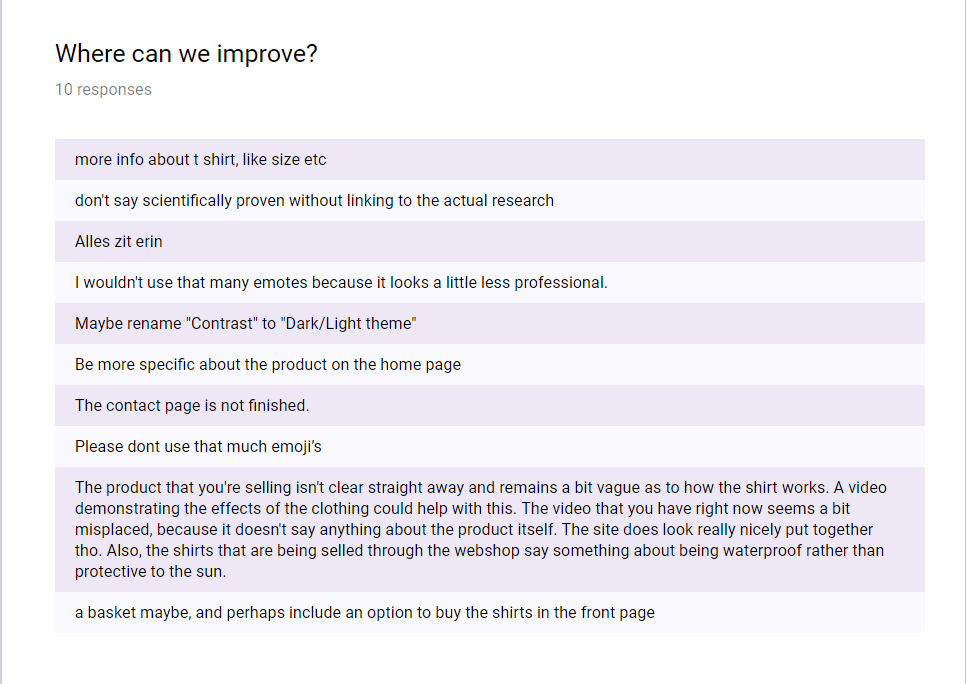 Where can we improve?
10 responses
more info about t shirt, like size etc
don't say scientifically proven without linking to the actual research
Alles zit erin
I wouldn't use that many emotes because it looks a little less professional.
Maybe rename "Contrast" to "Dark/Light theme"
Be more specific about the product on the home page
The contact page is not finished.
Please dont use that much emoji’s
The product that you're selling isn't clear straight away and remains a bit vague as to how the shirt works. A video
demonstrating the effects of the clothing could help with this. The video that you have right now seems a bit
misplaced, because it doesn't say anything about the product itself. The site does look really nicely put together
tho. Also, the shirts that are being selled through the webshop say something about being waterproof rather than
protective to the sun.
a basket maybe, and perhaps include an option to buy the shirts in the front page